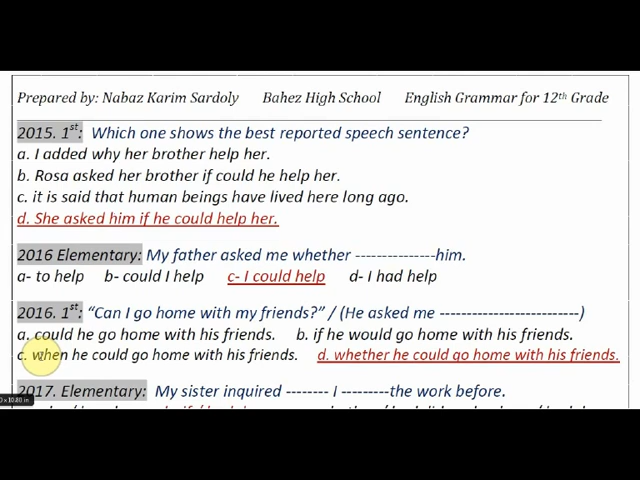 Prepared by: Nabaz Karim Sardoly Bahez High School English Grammar for 12th Grade
2015. 1st: Which one shows the best reported speech sentence?
a. I added why her brother help her.
b. Rosa asked her brother if could he help her.
c. it is said that human beings have lived here long ago.
d. She asked him if he could help her.
2016 Elementary: My father asked me whether ---------------him.
a- to help b- could I help c- I could help d- I had help
2016. 1st: “Can I go home with my friends?” / (He asked me --------------------------)
a. could he go home with his friends. b. if he would go home with his friends.
c. when he could go home with his friends. d. whether he could go home with his friends.
2017. Elementary: My sister inquired -------- I ---------the work before.